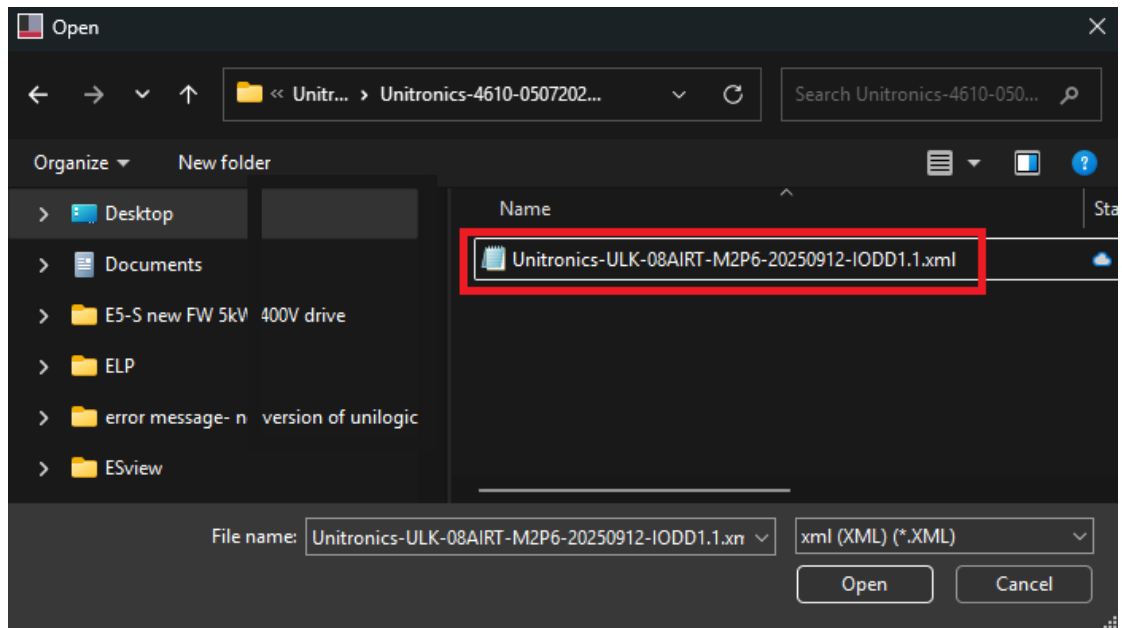 Open
« Unitr... > Unitronics-4610-0507202...
Search Unitronics-4610-050...
Organize
New folder
Name
Sta
Desktop
Unitronics-ULK-08AIRT-M2P6-20250912-IODD1.1.xml
Documents
E5-S new FW 5kW 400V drive
ELP
error message- n version of unilogic
ESview
File name:
Unitronics-ULK-08AIRT-M2P6-20250912-IODD1.1.xm
xml (XML) (*.XML)
Open
Cancel